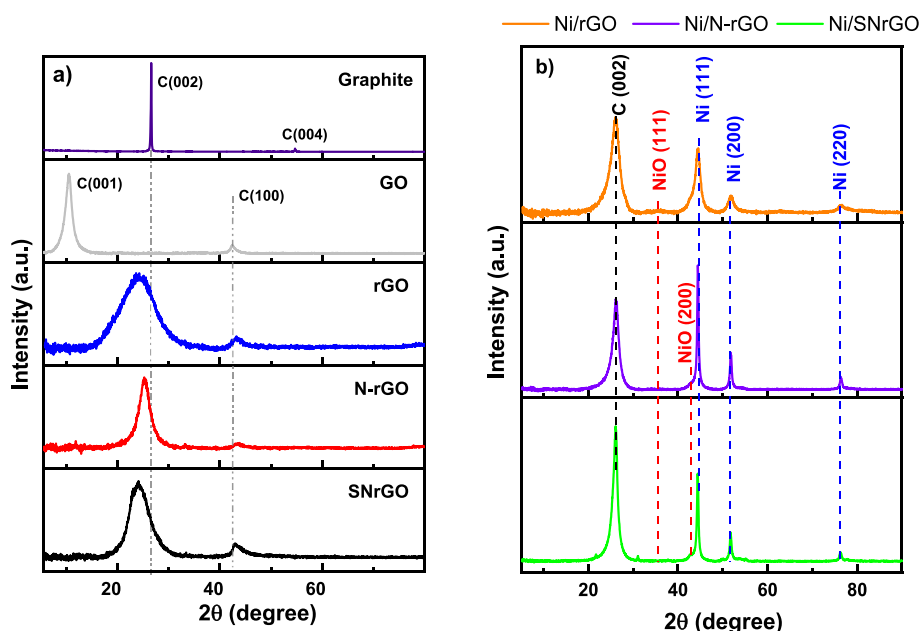 Ni/rGO Ni/N-rGO Ni/SNrGO
a)
C(002)
Graphite
C(004)
C(001)
GO
C(100)
rGO
N-rGO
SNrGO
Intensity (a.u.)
20 40 60
2θ (degree)
b)
C (002)
NiO (111)
Ni (111)
Ni (200)
Ni (220)
NiO (200)
Intensity (a.u.)
20 40 60 80
2θ (degree)